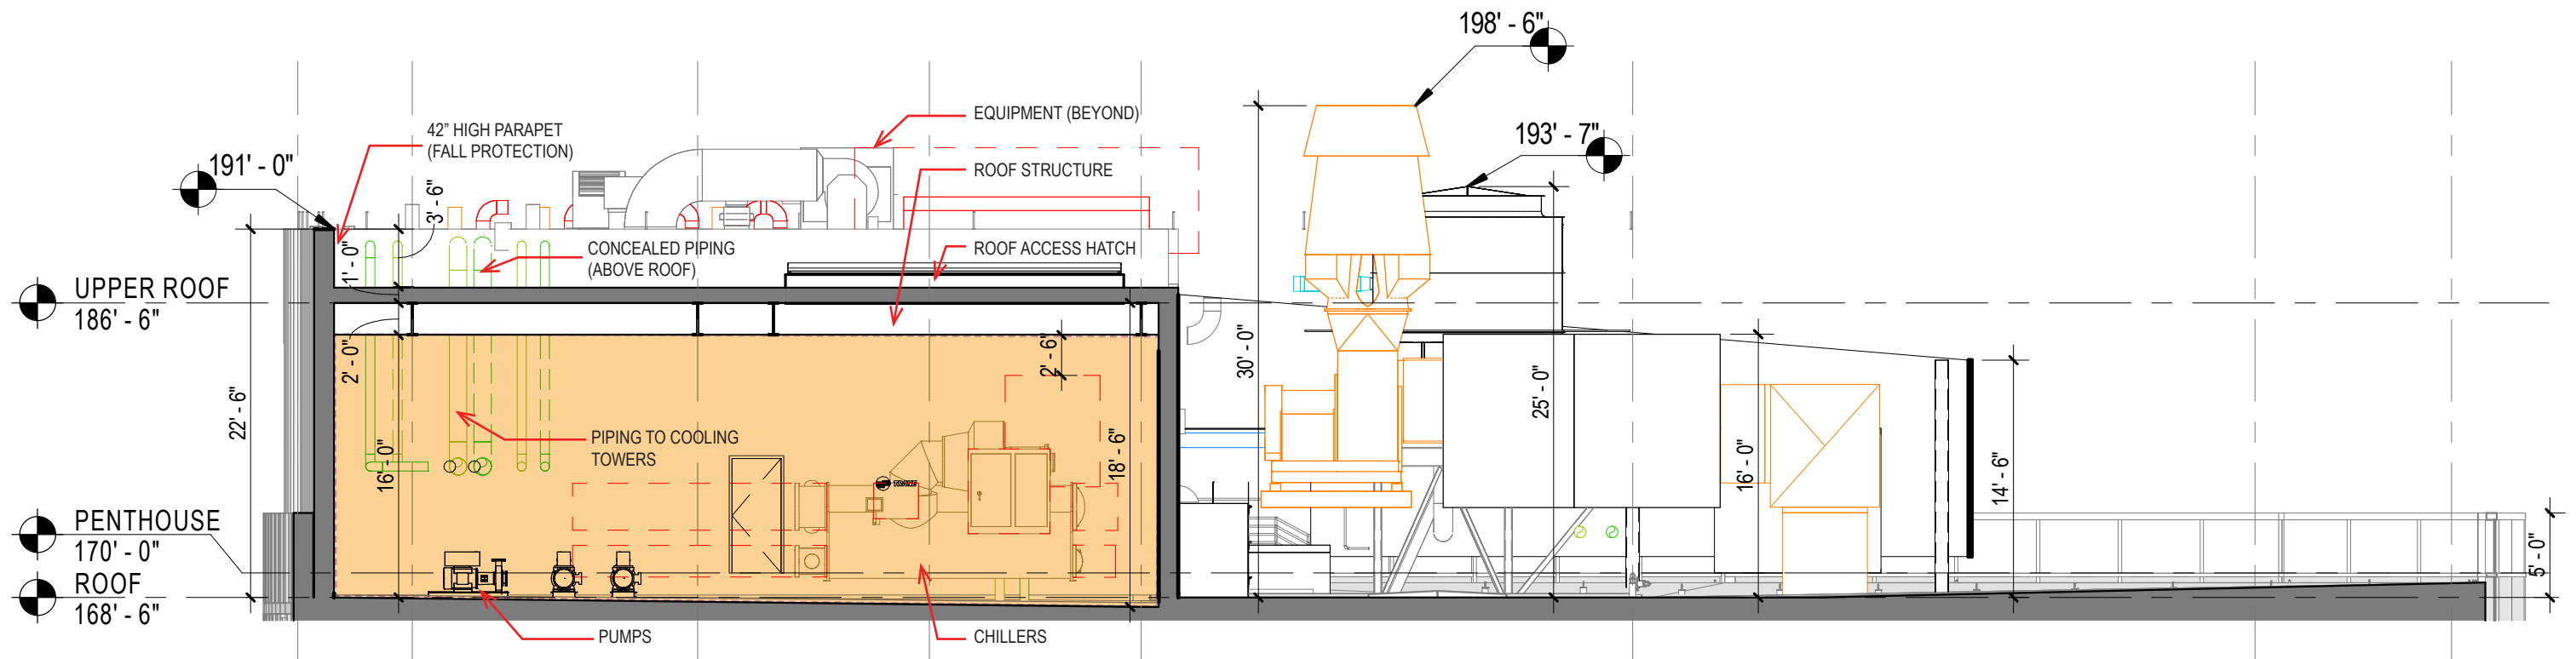 198' - 6"
EQUIPMENT (BEYOND)
42" HIGH PARAPET
(FALL PROTECTION)
193' - 7"
191' - 0"
ROOF STRUCTURE
3' - 6"
CONCEALED PIPING
(ABOVE ROOF)
ROOF ACCESS HATCH
1' - 0"
UPPER ROOF
186' - 6"
2' - 0"
2' - 6"
30' - 0"
25' - 0"
22' - 6"
PIPING TO COOLING
TOWERS
16' - 0"
18' - 6"
16' - 0"
14' - 6"
TRANE
PENTHOUSE
170' - 0"
ROOF
168' - 6"
5' - 0"
PUMPS
CHILLERS